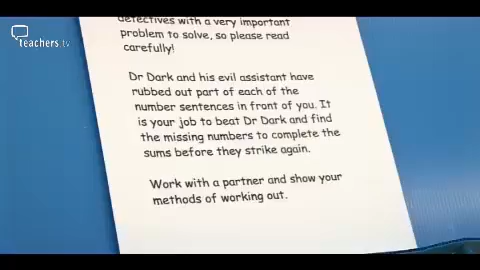 teachers tv
detectives with a very important
problem to solve, so please read
carefully!
Dr Dark and his evil assistant have
rubbed out part of each of the
number sentences in front of you. It
is your job to beat Dr Dark and find
the missing numbers to complete the
sums before they strike again.
Work with a partner and show your
methods of working out.